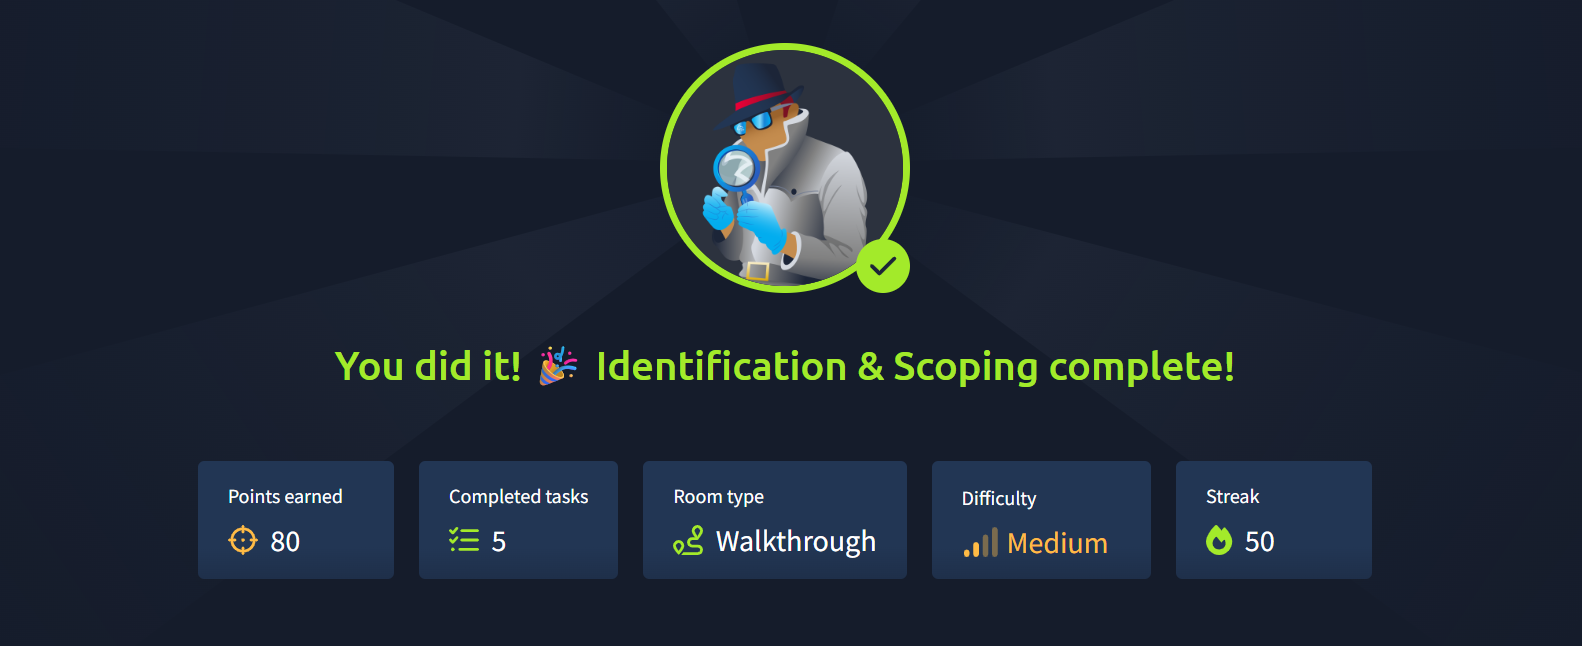 You did it! 🎉 Identification & Scoping complete!
Points earned
80
Completed tasks
5
Room type
Walkthrough
Difficulty
Medium
Streak
50